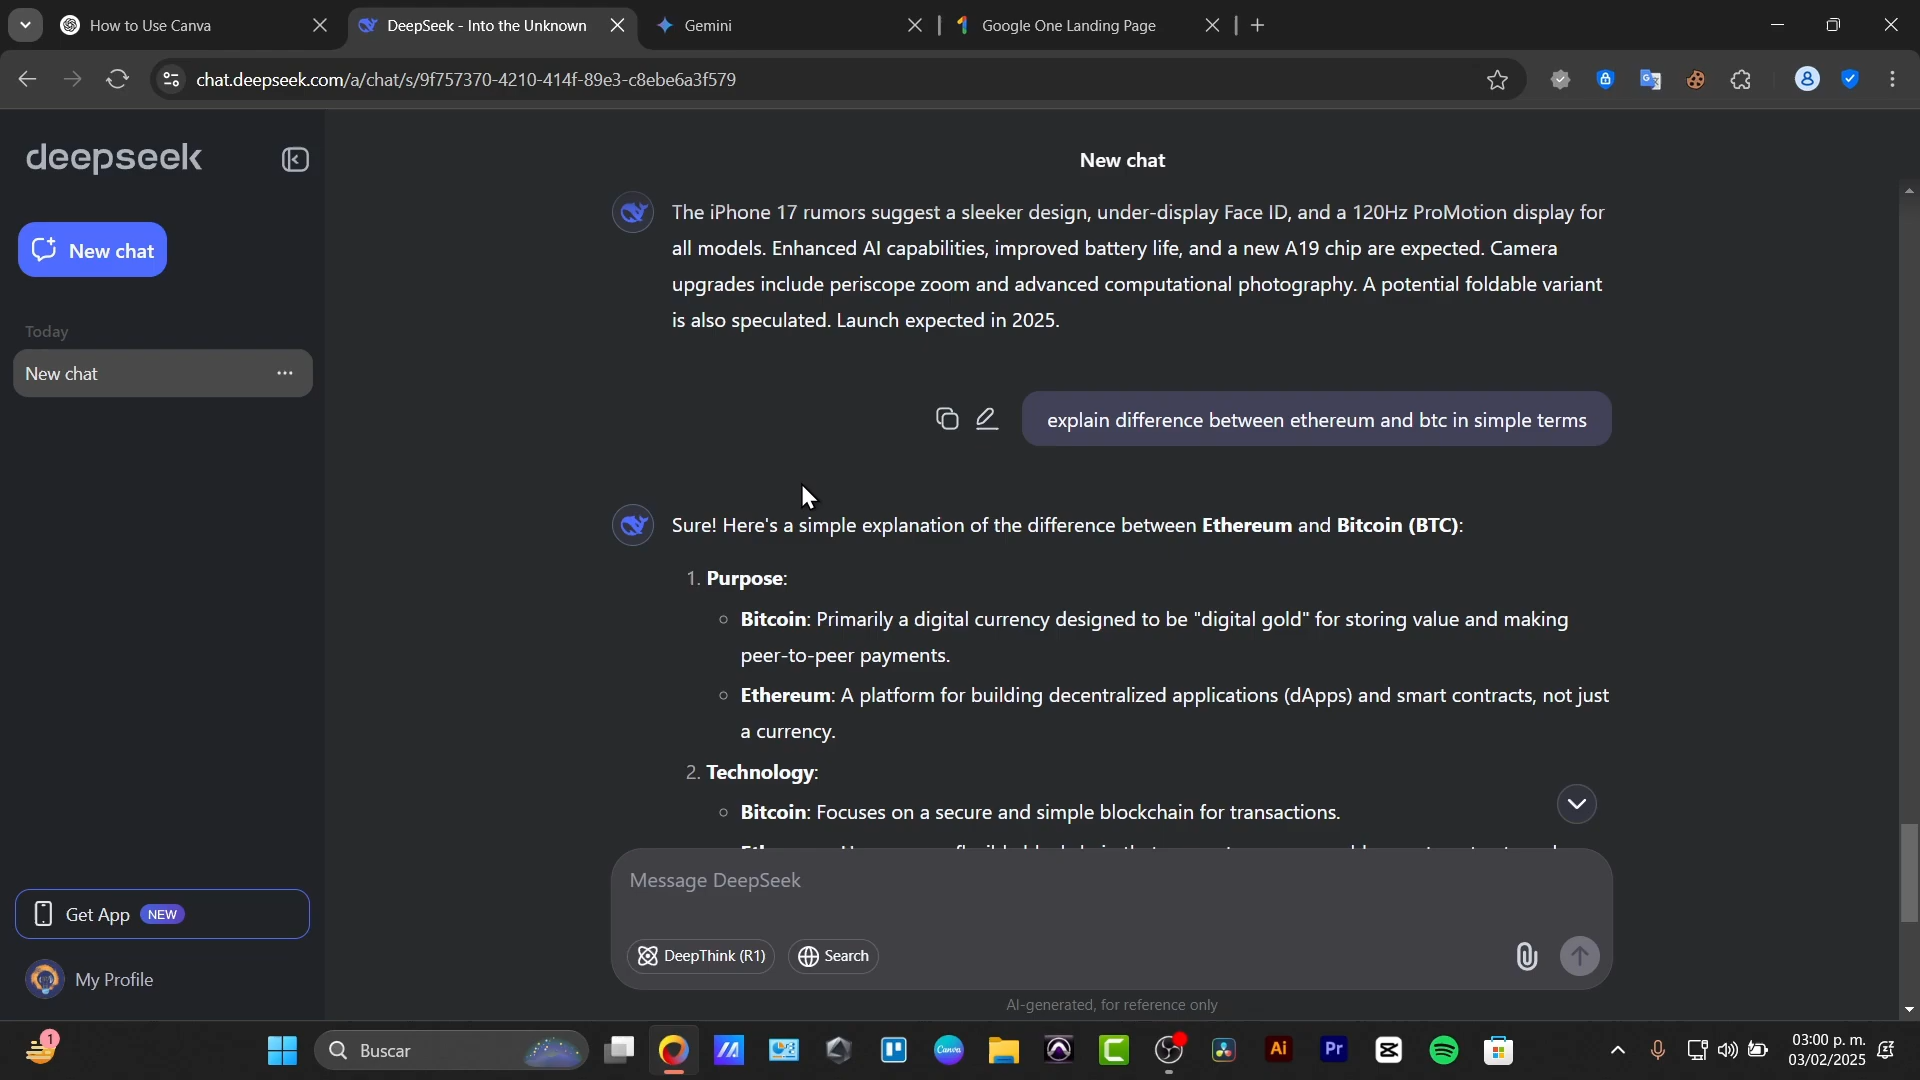 How to Use Canva
DeepSeek - Into the Unknown
Gemini
Google One Landing Page
chat.deepseek.com/a/chat/s/9f757370-4210-414f-89e3-c8ebe6a3f579
deepseek
New chat
New chat
Today
New chat
The iPhone 17 rumors suggest a sleeker design, under-display Face ID, and a 120Hz ProMotion display for
all models. Enhanced AI capabilities, improved battery life, and a new A19 chip are expected. Camera
upgrades include periscope zoom and advanced computational photography. A potential foldable variant
is also speculated. Launch expected in 2025.
explain difference between ethereum and btc in simple terms
Sure! Here's a simple explanation of the difference between Ethereum and Bitcoin (BTC):
1. Purpose:
Bitcoin: Primarily a digital currency designed to be "digital gold" for storing value and making
peer-to-peer payments.
Ethereum: A platform for building decentralized applications (dApps) and smart contracts, not just
a currency.
2. Technology:
Bitcoin: Focuses on a secure and simple blockchain for transactions.
Message DeepSeek
DeepThink (R1)
Search
AI-generated, for reference only
Get App NEW
My Profile
1
Buscar
Canva
Ai
Pr
03:00 p. m.
03/02/2025